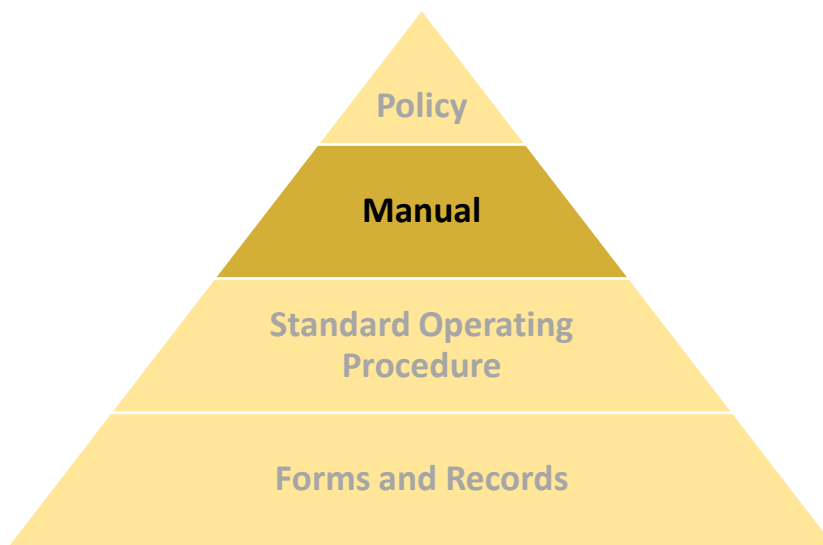 Policy
Manual
Standard Operating
Procedure
Forms and Records